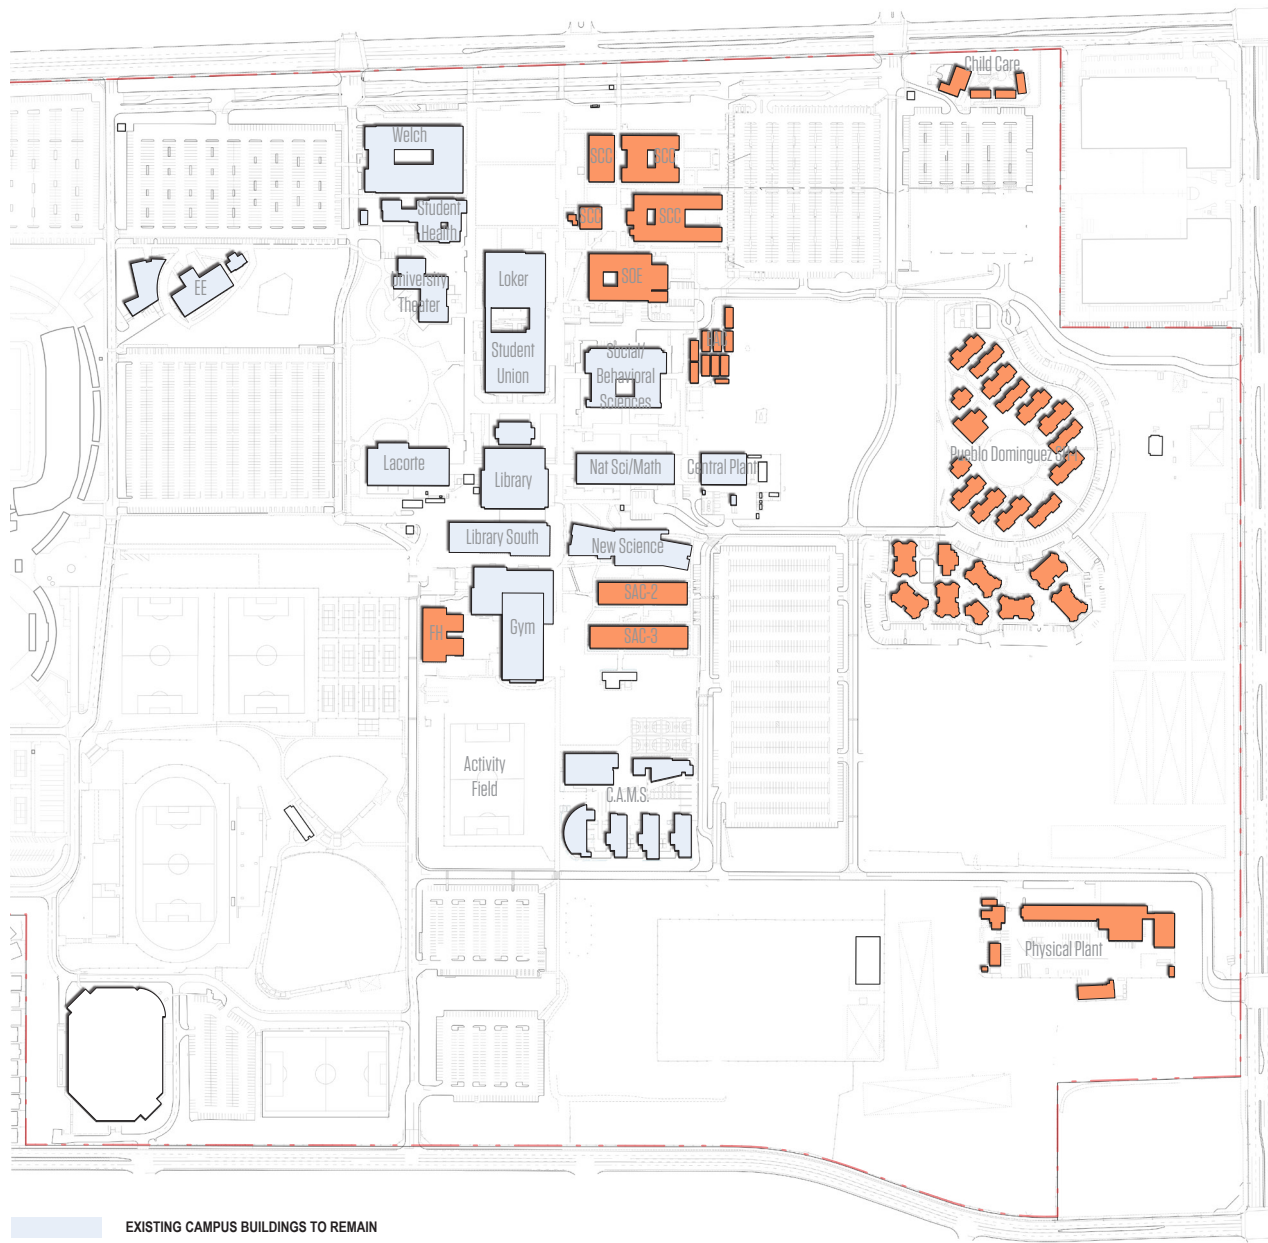 Child Care
Welch
SCC
SCC
Student
Health
SCC
SCC
EE
University
Theater
Loker
SOE
Student
Union
Social/
Behavioral
Sciences
Lacorte
Library
Nat Sci/Math
Central Plant
Pueblo Dominguez
Library South
New Science
SAC-2
FH
Gym
SAC-3
Activity
Field
C.A.M.S.
Physical Plant
EXISTING CAMPUS BUILDINGS TO REMAIN